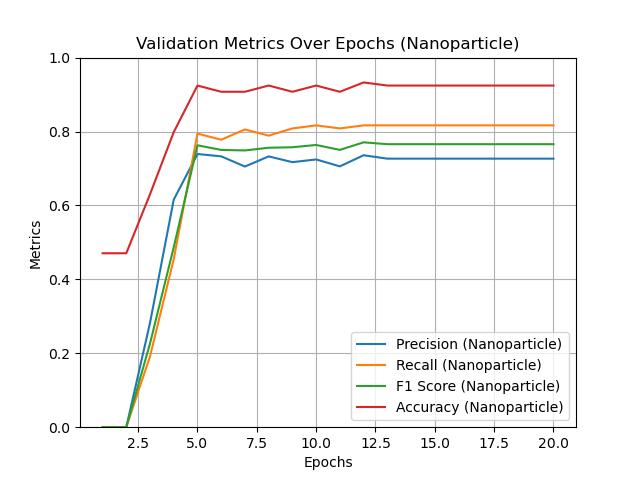 Validation Metrics Over Epochs (Nanoparticle)
1.0
0.8
0.6
0.4
0.2
0.0
Metrics
2.5 5.0 7.5 10.0 12.5 15.0 17.5 20.0
Epochs
Precision (Nanoparticle)
Recall (Nanoparticle)
F1 Score (Nanoparticle)
Accuracy (Nanoparticle)